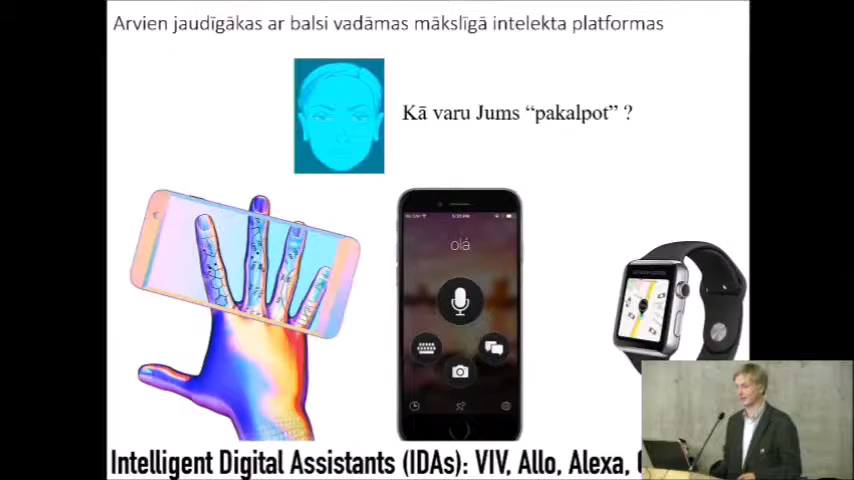 Arvien jaudīgākas ar balsi vadāmas mākslīgā intelekta platformas
Kā varu Jums “pakalpot” ?
olá
Intelligent Digital Assistants (IDAs): VIV, Allo, Alexa,